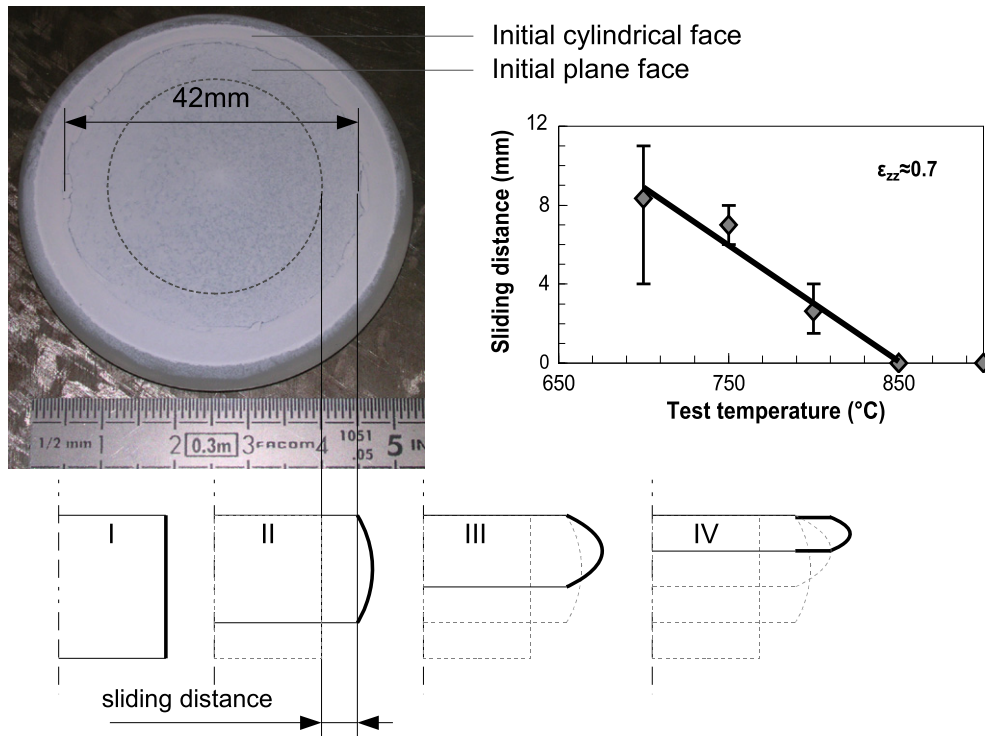 Initial cylindrical face
Initial plane face
42mm
12
8
4
0
Sliding distance (mm)
εzz≈0.7
650
750
850
Test temperature (°C)
1/2 mm 1 2 0.3m 3 FACOM 4 1051 .05 5 IN
I
II
III
IV
sliding distance